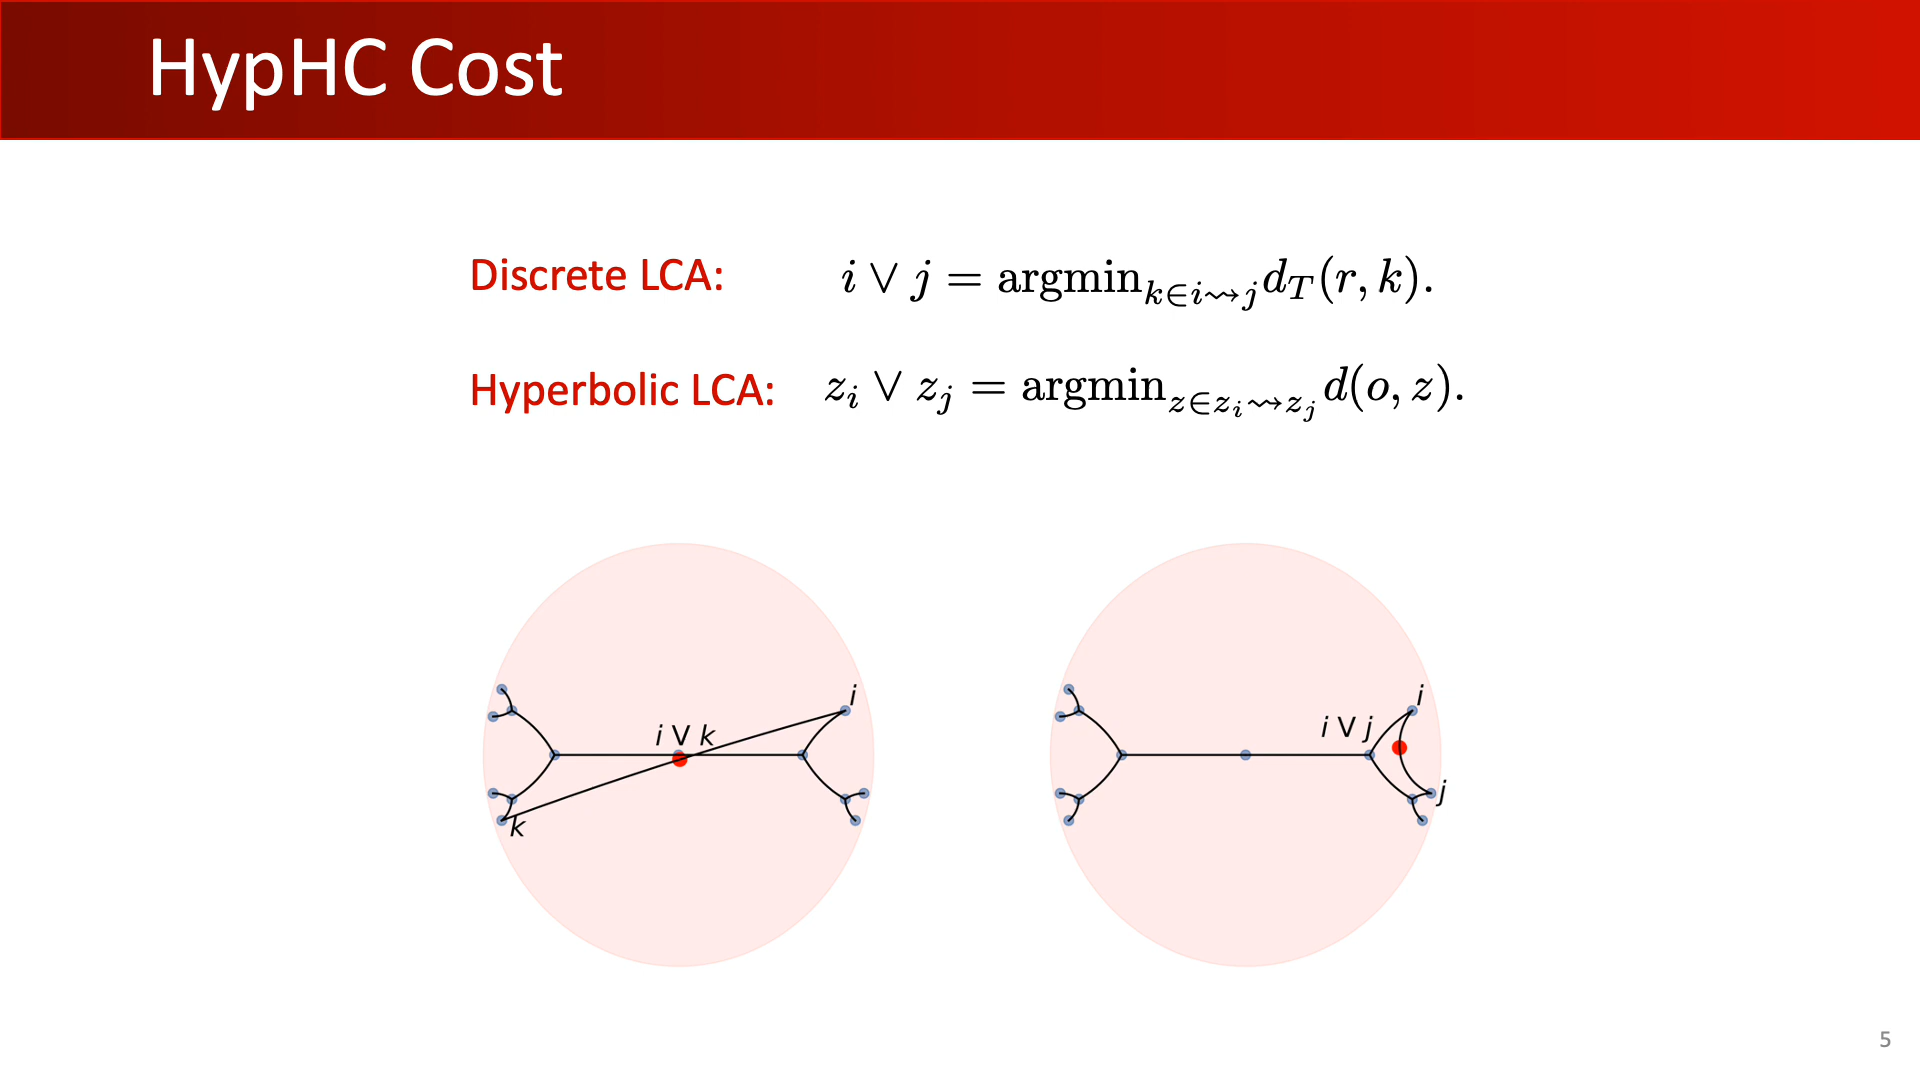 HypHC Cost
Discrete LCA: i ∨ j = argmin_{k∈i⇝j} d_T(r, k).
Hyperbolic LCA: z_i ∨ z_j = argmin_{z∈z_i⇝z_j} d(o, z).
i
i ∨ k
k
i
i ∨ j
j
5